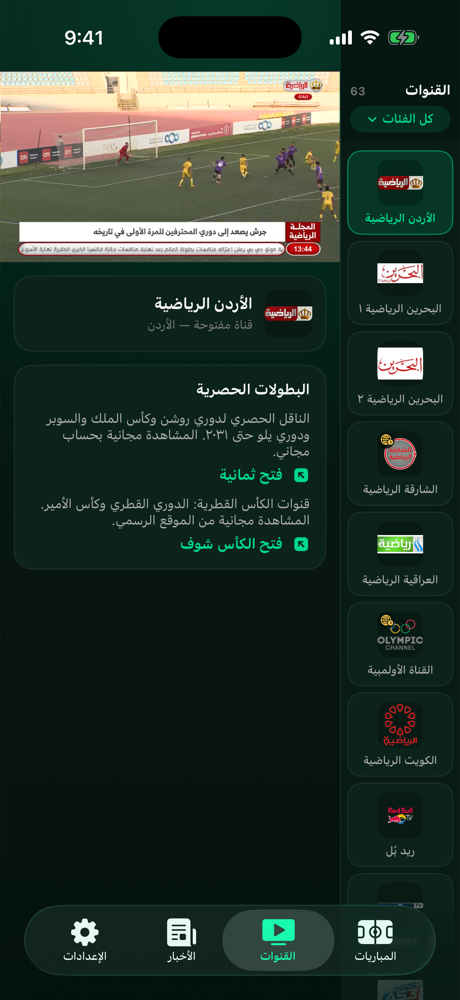 9:41
القنوات
63
كل الفئات
الرياضية
الأردن الرياضية
البحرين
البحرين الرياضية ١
البحرين
البحرين الرياضية ٢
الشارقة الرياضية
الشارقة الرياضية
رياضية
العراقية الرياضية
OLYMPIC
CHANNEL
القناة الأولمبية
الرياضية
الكويت الرياضية
Red Bull
TV
ريد بُل
الرياضية
المجلة
الرياضية
جرش يصعد إلى دوري المحترفين للمرة الأولى في تاريخه
13:44
الرياضية
الأردن الرياضية
قناة مفتوحة — الأردن
البطولات الحصرية
الناقل الحصري لدوري روشن وكأس الملك والسوبر
ودوري يلو حتى ٢٠٣١. المشاهدة مجانية بحساب
مجاني.
فتح ثمانية
قنوات الكأس القطرية: الدوري القطري وكأس الأمير.
المشاهدة مجانية من الموقع الرسمي.
فتح الكأس شوف
المباريات
القنوات
الأخبار
الإعدادات